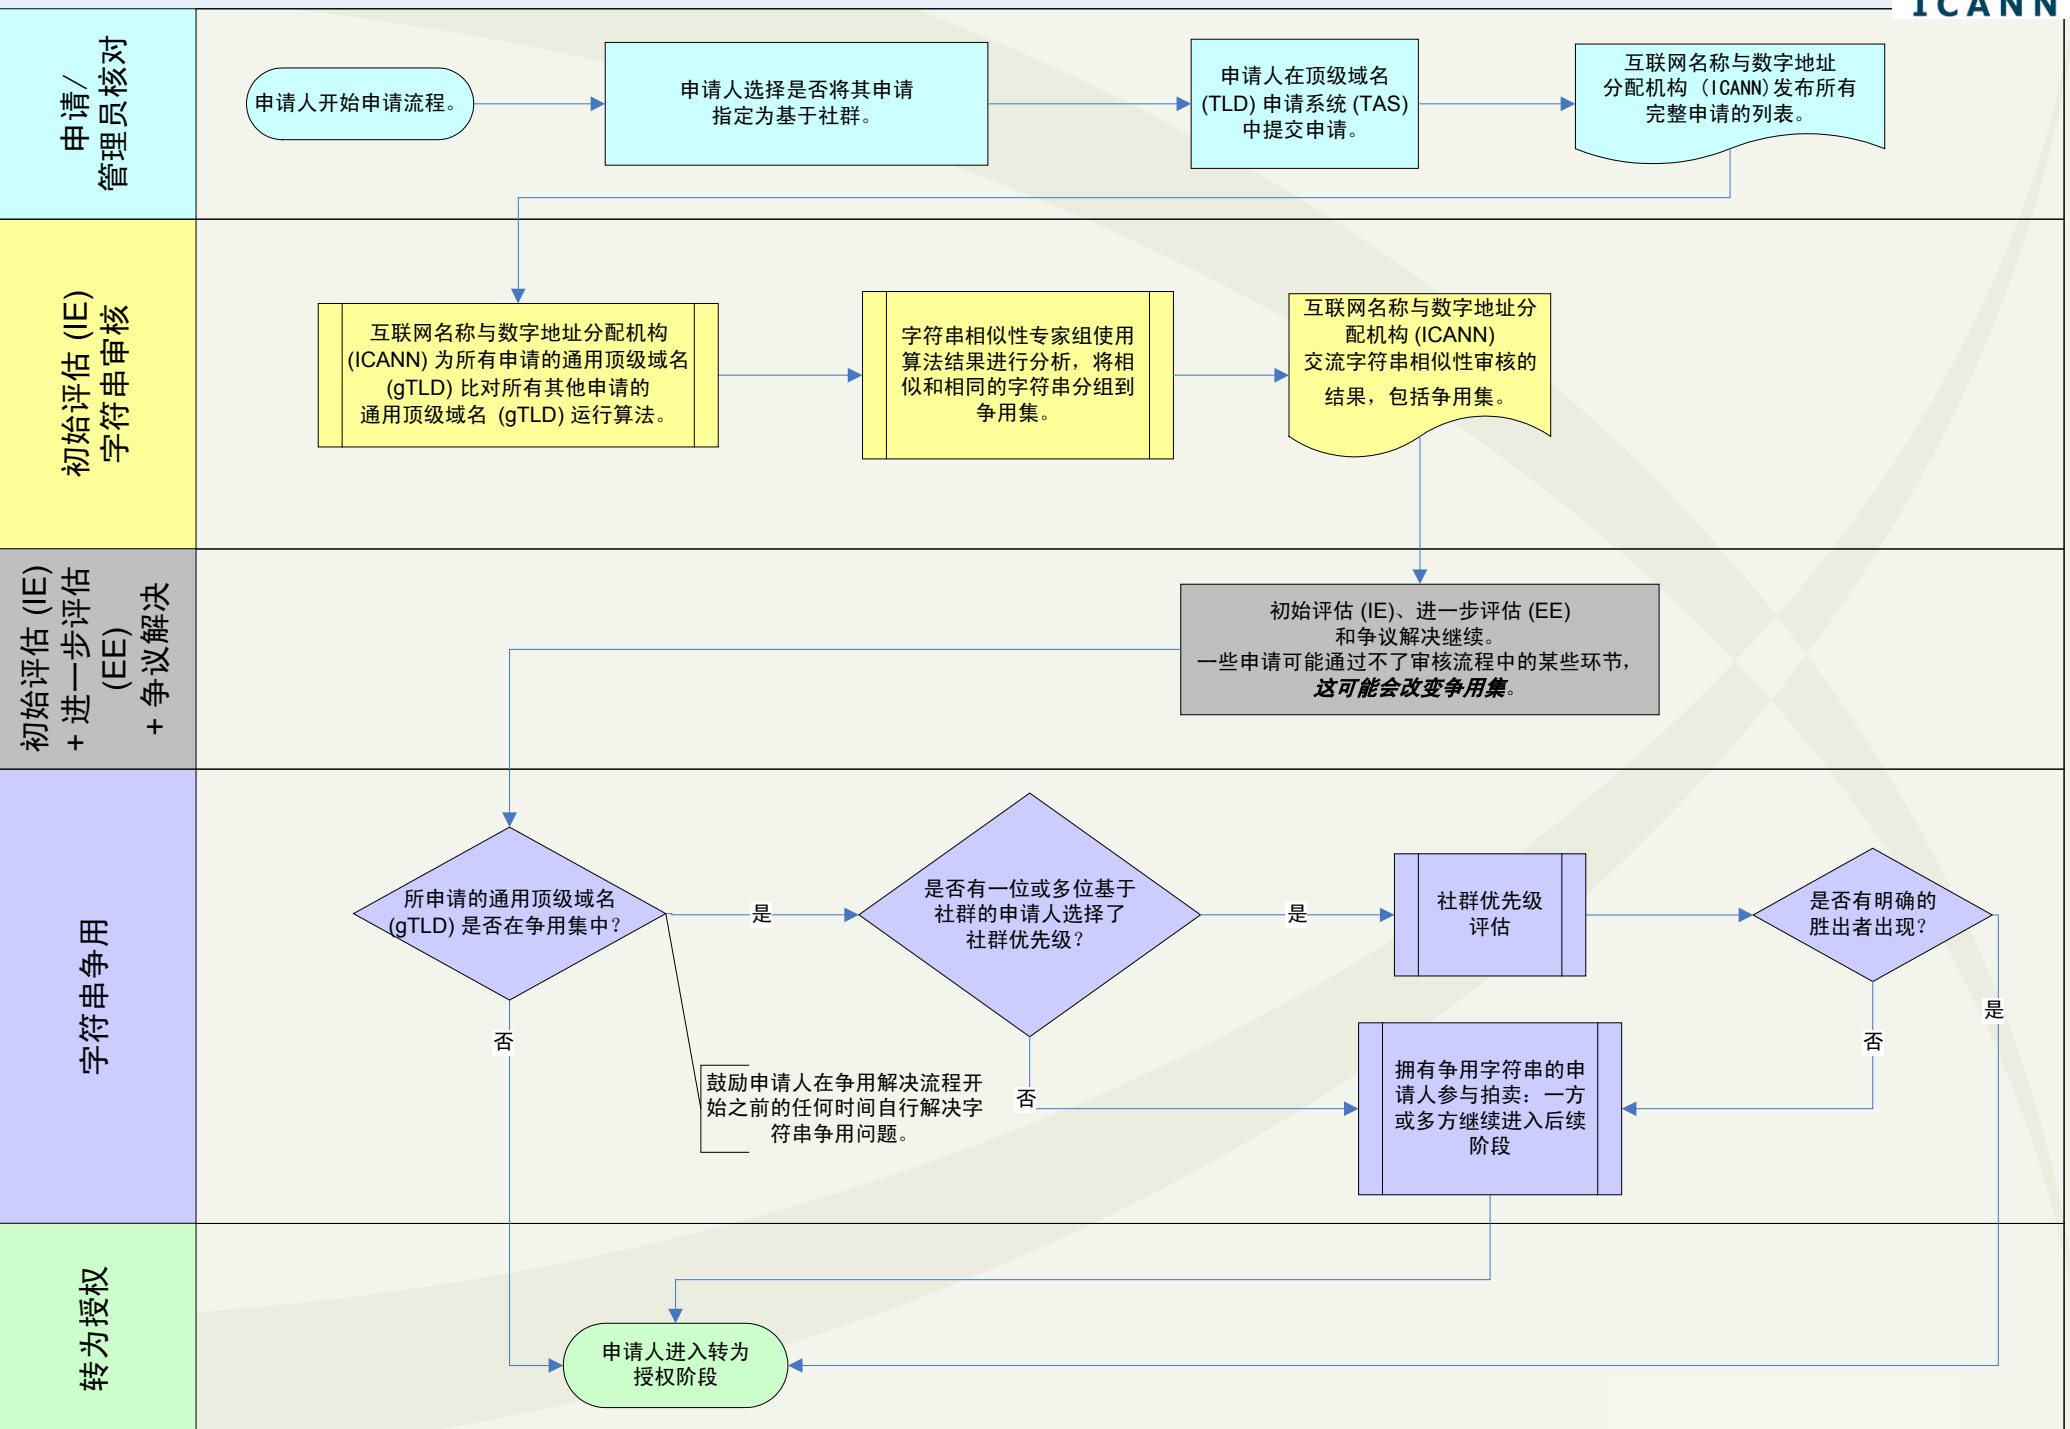 ICANN
申请/
管理员核对
申请人开始申请流程。
申请人选择是否将其申请
指定为基于社群。
申请人在顶级域名
(TLD) 申请系统 (TAS)
中提交申请。
互联网名称与数字地址
分配机构 (ICANN) 发布所有
完整申请的列表。
初始评估 (IE)
字符串审核
互联网名称与数字地址分配机构
(ICANN) 为所有申请的通用顶级域名
(gTLD) 比对所有其他申请的
通用顶级域名 (gTLD) 运行算法。
字符串相似性专家组使用
算法结果进行分析，将相
似和相同的字符串分组到
争用集。
互联网名称与数字地址分
配机构 (ICANN)
交流字符串相似性审核的
结果，包括争用集。
初始评估 (IE)
+ 进一步评估
(EE)
+ 争议解决
初始评估 (IE)、进一步评估 (EE)
和争议解决继续。
一些申请可能通过不了审核流程中的某些环节，
这可能会改变争用集。
字符串争用
所申请的通用顶级域名
(gTLD) 是否在争用集中？
是
是否有一位或多位基于
社群的申请人选择了
社群优先级？
是
社群优先级
评估
是否有明确的
胜出者出现？
是
否
否
否
鼓励申请人在争用解决流程开
始之前的任何时间自行解决字
符串争用问题。
拥有争用字符串的申
请人参与拍卖：一方
或多方继续进入后续
阶段
转为授权
申请人进入转为
授权阶段